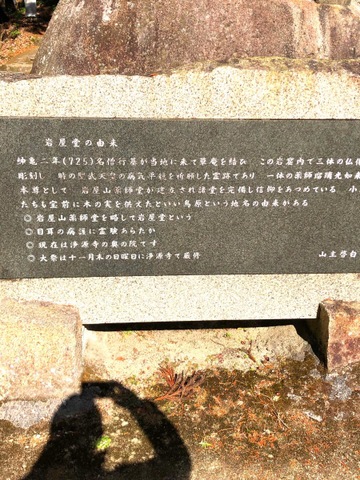 岩屋堂の由来
神亀二年(725)名僧行基が当地に来て草庵を結び この岩窟内で三体の仏像
彫刻し 時の聖武天皇の病気平穏を祈願した霊跡であり 一体の薬師瑠璃光如来
本尊として 岩屋山薬師堂が建立され諸堂を完備し信仰をあつめている 小
たちも宝前に木の実を供えたといい鳥原という地名の由来がある
◎岩屋山薬師堂を略して岩屋堂という
◎目耳の病護に霊験あらたか
◎現在は浄源寺の奥の院です
◎大祭は十一月末の日曜日に浄源寺で厳修
山主啓白